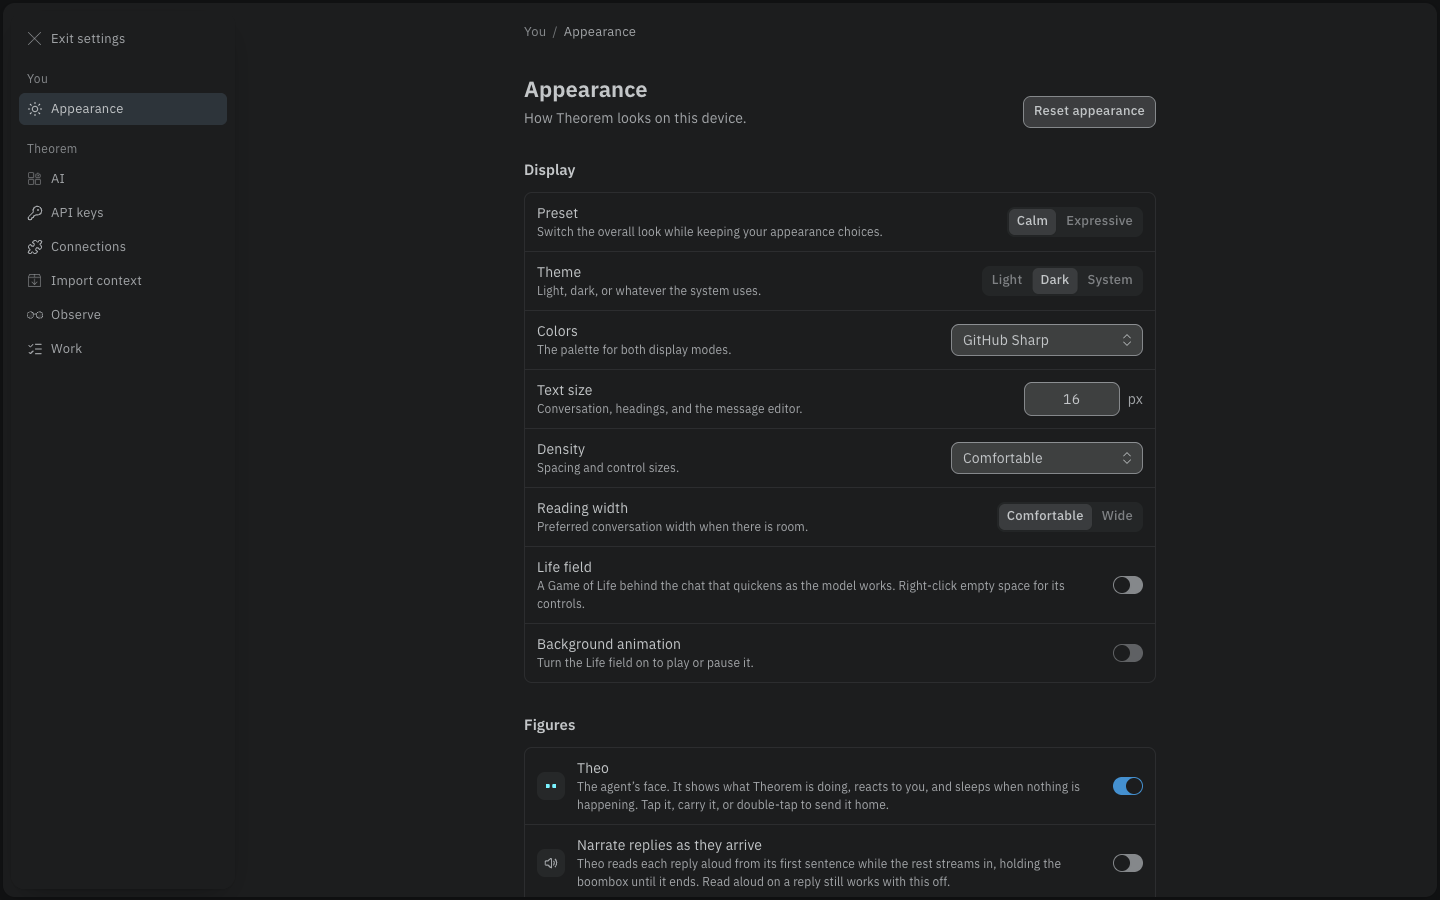 Exit settings
You
Appearance
Theorem
AI
API keys
Connections
Import context
Observe
Work
You / Appearance
Appearance
How Theorem looks on this device.
Reset appearance
Display
Preset
Switch the overall look while keeping your appearance choices.
Calm Expressive
Theme
Light, dark, or whatever the system uses.
Light Dark System
Colors
The palette for both display modes.
GitHub Sharp
Text size
Conversation, headings, and the message editor.
16 px
Density
Spacing and control sizes.
Comfortable
Reading width
Preferred conversation width when there is room.
Comfortable Wide
Life field
A Game of Life behind the chat that quickens as the model works. Right-click empty space for its
controls.
Background animation
Turn the Life field on to play or pause it.
Figures
Theo
The agent’s face. It shows what Theorem is doing, reacts to you, and sleeps when nothing is
happening. Tap it, carry it, or double-tap to send it home.
Narrate replies as they arrive
Theo reads each reply aloud from its first sentence while the rest streams in, holding the
boombox until it ends. Read aloud on a reply still works with this off.